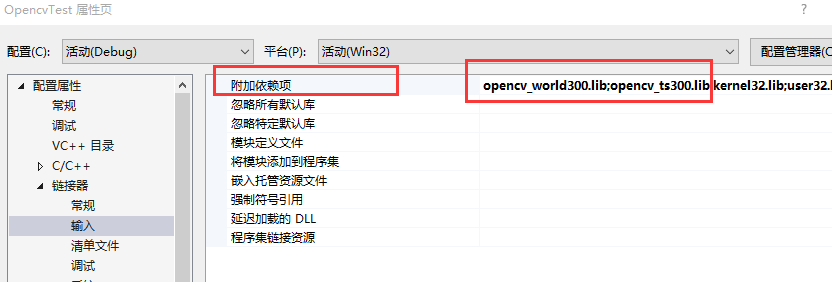 OpencvTest 属性页
?
配置(C): 活动(Debug) 平台(P): 活动(Win32) 配置管理器(O
配置属性
常规
调试
VC++ 目录
C/C++
链接器
常规
输入
清单文件
调试
附加依赖项 opencv_world300.lib;opencv_ts300.lib;kernel32.lib;user32.l
忽略所有默认库
忽略特定默认库
模块定义文件
将模块添加到程序集
嵌入托管资源文件
强制符号引用
延迟加载的 DLL
程序集链接资源